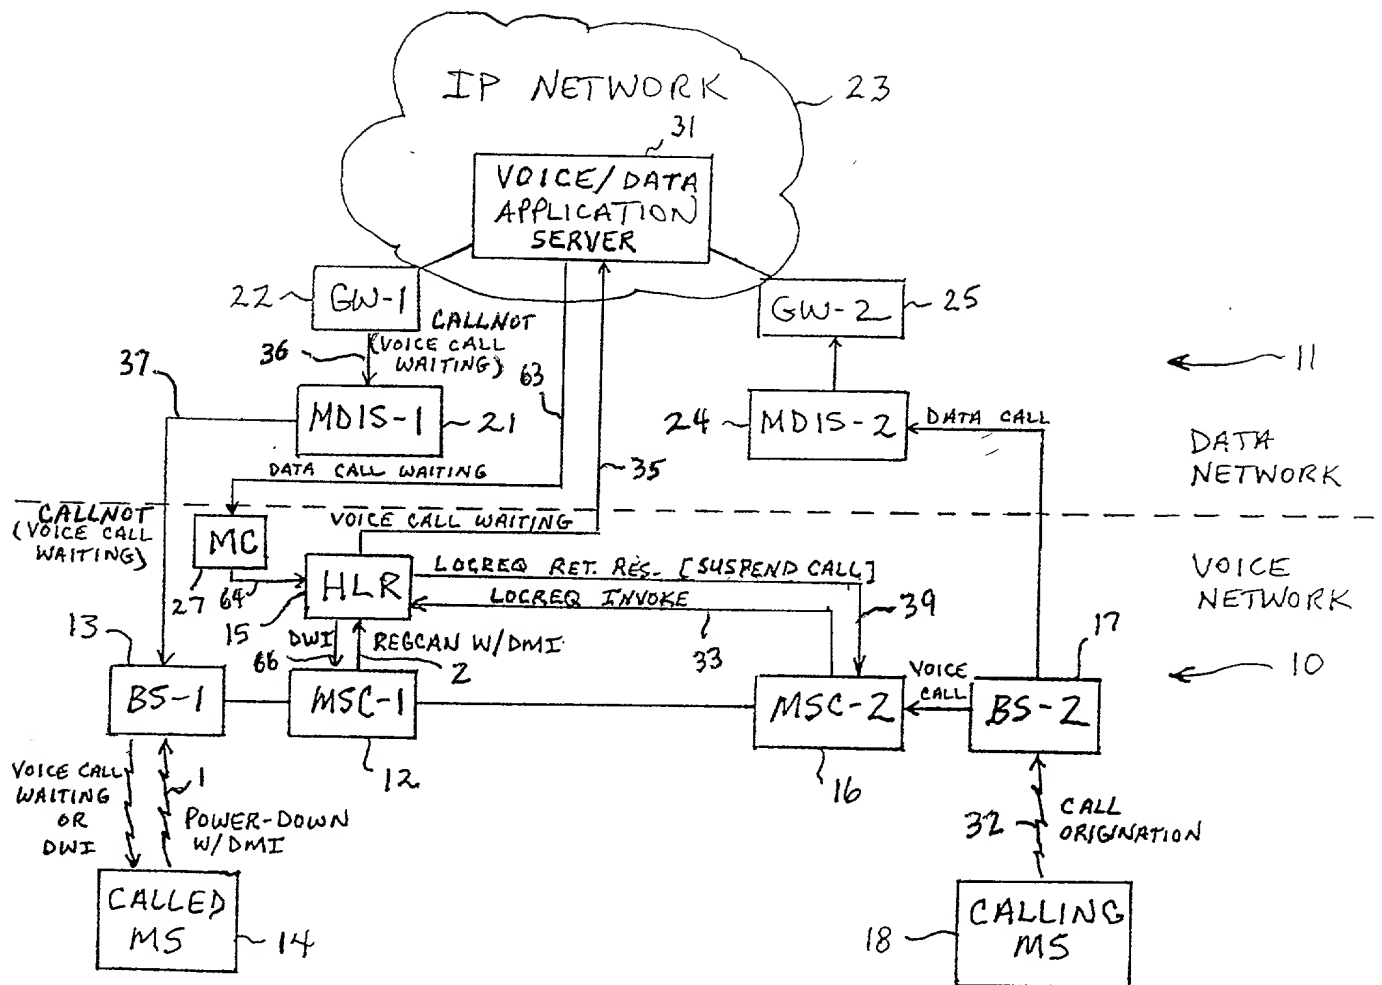 IP NETWORK
23
31
VOICE/DATA
APPLICATION
SERVER
22
GW-1
GW-2
25
CALLNOT
(VOICE CALL
WAITING)
36
37
63
11
MDIS-1
21
24
MDIS-2
DATA CALL
DATA CALL WAITING
35
DATA
NETWORK
CALLNOT
(VOICE CALL
WAITING)
MC
27
64
VOICE CALL WAITING
HLR
15
LOCREQ RET. RES. [SUSPEND CALL]
LOCREQ INVOKE
39
33
VOICE
NETWORK
13
DWI
66
REGCAN W/DMI
2
17
10
BS-1
MSC-1
12
MSC-2
16
VOICE
CALL
BS-2
VOICE CALL
WAITING
OR
DWI
1
POWER-DOWN
W/DMI
32
CALL
ORIGINATION
CALLED
MS
14
18
CALLING
MS